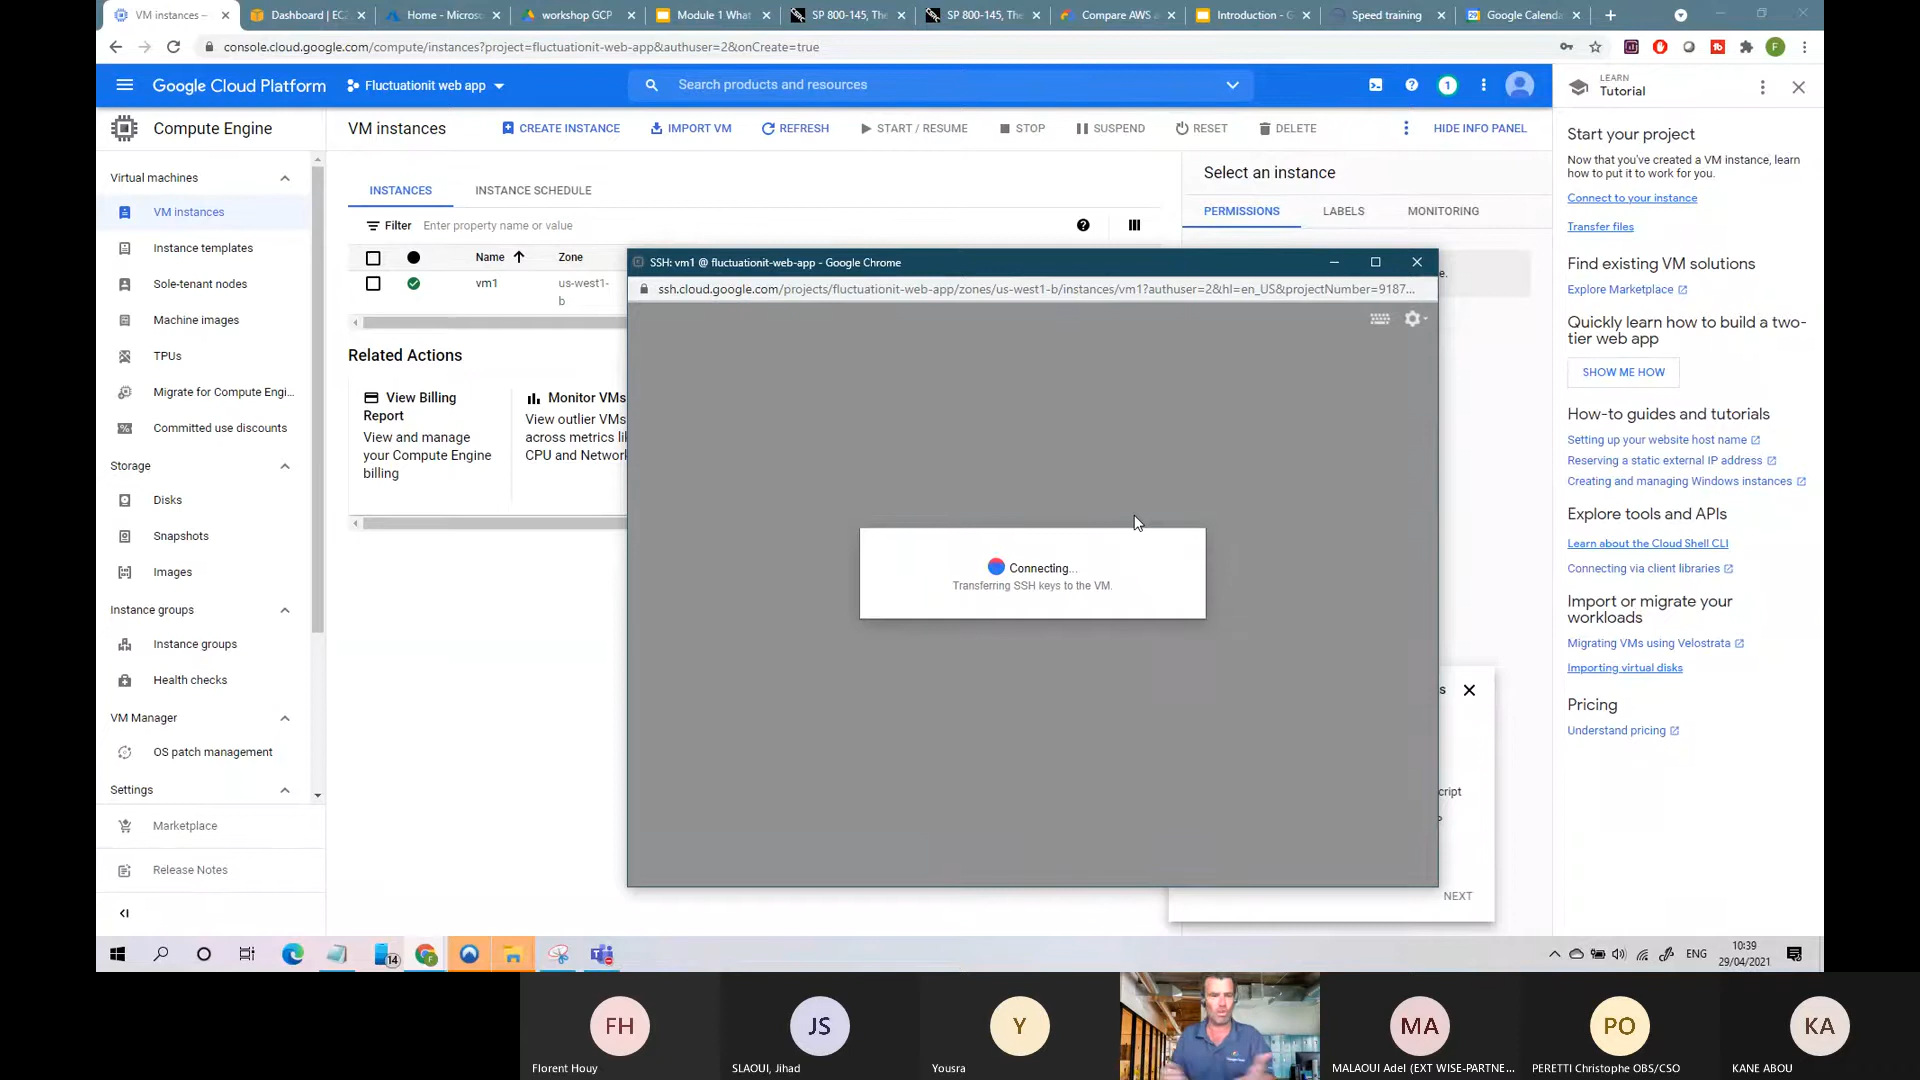 VM instances –
Dashboard | EC2
Home - Microso
workshop GCP
Module 1 What
SP 800-145, The
SP 800-145, The
Compare AWS a
Introduction - G
Speed training
Google Calenda
console.cloud.google.com/compute/instances?project=fluctuationit-web-app&authuser=2&onCreate=true
F
Google Cloud Platform
Fluctuationit web app
Search products and resources
1
LEARN
Tutorial
Compute Engine
VM instances
CREATE INSTANCE
IMPORT VM
REFRESH
START / RESUME
STOP
SUSPEND
RESET
DELETE
HIDE INFO PANEL
Virtual machines
VM instances
Instance templates
Sole-tenant nodes
Machine images
TPUs
Migrate for Compute Engi...
Committed use discounts
Storage
Disks
Snapshots
Images
Instance groups
Instance groups
Health checks
VM Manager
OS patch management
Settings
Marketplace
Release Notes
INSTANCES
INSTANCE SCHEDULE
Filter
Enter property name or value
Name
Zone
vm1
us-west1-
b
Related Actions
View Billing
Report
View and manage
your Compute Engine
billing
Monitor VMs
View outlier VMs
across metrics li
CPU and Network
Select an instance
PERMISSIONS
LABELS
MONITORING
e.
SSH: vm1 @ fluctuationit-web-app - Google Chrome
ssh.cloud.google.com/projects/fluctuationit-web-app/zones/us-west1-b/instances/vm1?authuser=2&hl=en_US&projectNumber=9187...
Connecting...
Transferring SSH keys to the VM.
s
cript
NEXT
Start your project
Now that you've created a VM instance, learn
how to put it to work for you.
Connect to your instance
Transfer files
Find existing VM solutions
Explore Marketplace
Quickly learn how to build a two-
tier web app
SHOW ME HOW
How-to guides and tutorials
Setting up your website host name
Reserving a static external IP address
Creating and managing Windows instances
Explore tools and APIs
Learn about the Cloud Shell CLI
Connecting via client libraries
Import or migrate your
workloads
Migrating VMs using Velostrata
Importing virtual disks
Pricing
Understand pricing
14
ENG
10:39
29/04/2021
FH
Florent Houy
JS
SLAOUI, Jihad
Y
Yousra
MA
MALAOUI Adel (EXT WISE-PARTNE...
PO
PERETTI Christophe OBS/CSO
KA
KANE ABOU